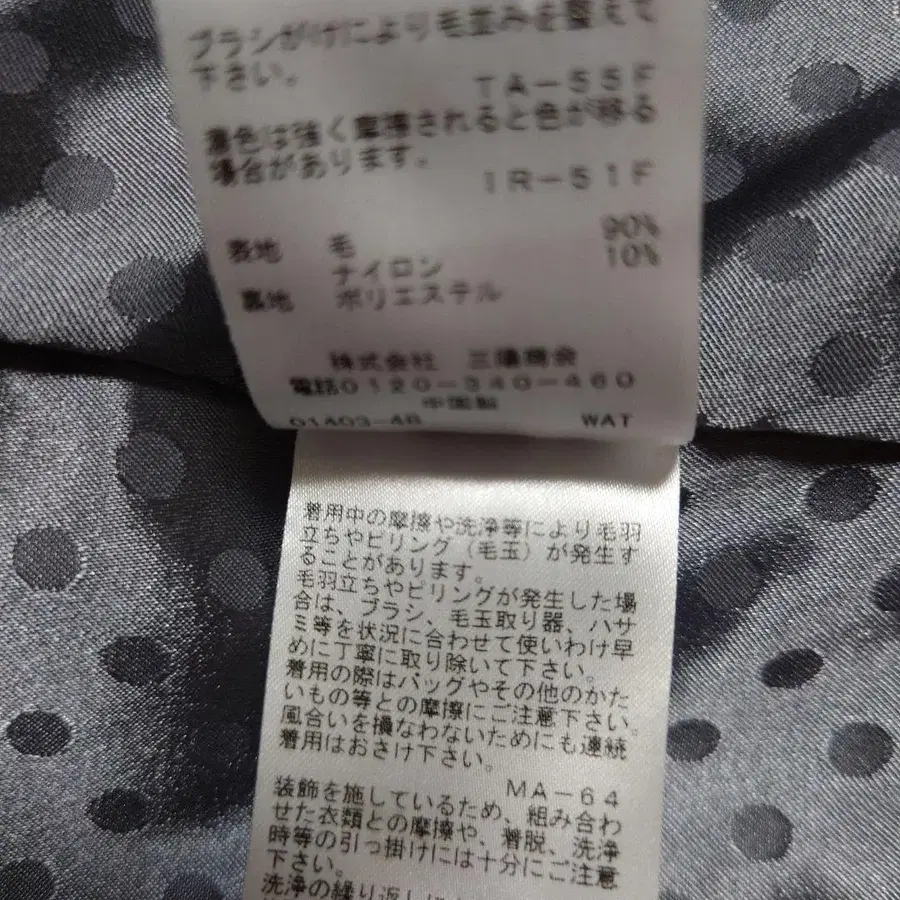 ブラシがけにより毛並みを整えて
下さい。
TA-55F
濃色は強く摩擦されると色が移る
場合があります。
IR-51F
表地 毛 90%
ナイロン 10%
裏地 ポリエステル
株式会社 三陽商会
電話0120-340-460
中国製
01403-48 WAT
着用中の摩擦や洗浄等により毛羽
立ちやピリング(毛玉)が発生す
ることがあります。
毛羽立ちやピリングが発生した場
合は、ブラシ、毛玉取り器、ハサ
ミ等を状況に合わせて使いわけ早
めに丁寧に取り除いて下さい。
着用の際はバッグやその他のかた
いもの等との摩擦にご注意下さい。
風合いを損なわないためにも連続
着用はおさけ下さい。
MA-64
装飾を施しているため、組み合わ
せた衣類との摩擦や、着脱、洗浄
時等の引っ掛けには十分にご注意
下さい。
洗浄の繰り返しに